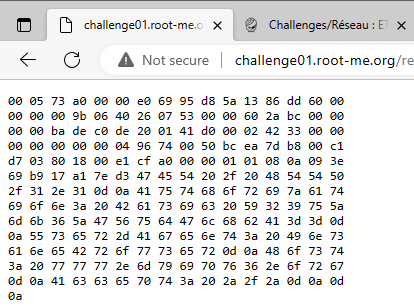 challenge01.root-me.o
Challenges/Réseau : ET
Not secure
challenge01.root-me.org/re
00 05 73 a0 00 00 e0 69 95 d8 5a 13 86 dd 60 00
00 00 00 9b 06 40 26 07 53 00 00 60 2a bc 00 00
00 00 ba de c0 de 20 01 41 d0 00 02 42 33 00 00
00 00 00 00 00 04 96 74 00 50 bc ea 7d b8 00 c1
d7 03 80 18 00 e1 cf a0 00 00 01 01 08 0a 09 3e
69 b9 17 a1 7e d3 47 45 54 20 2f 20 48 54 54 50
2f 31 2e 31 0d 0a 41 75 74 68 6f 72 69 7a 61 74
69 6f 6e 3a 20 42 61 73 69 63 20 59 32 39 75 5a
6d 6b 36 5a 47 56 75 64 47 6c 68 62 41 3d 3d 0d
0a 55 73 65 72 2d 41 67 65 6e 74 3a 20 49 6e 73
61 6e 65 42 72 6f 77 73 65 72 0d 0a 48 6f 73 74
3a 20 77 77 77 2e 6d 79 69 70 76 36 2e 6f 72 67
0d 0a 41 63 63 65 70 74 3a 20 2a 2f 2a 0d 0a 0d
0a